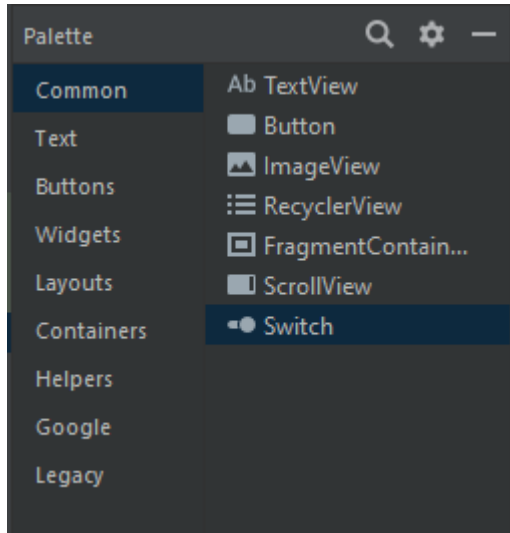 Palette
Common
Text
Buttons
Widgets
Layouts
Containers
Helpers
Google
Legacy
Ab TextView
Button
ImageView
RecyclerView
FragmentContain...
ScrollView
Switch